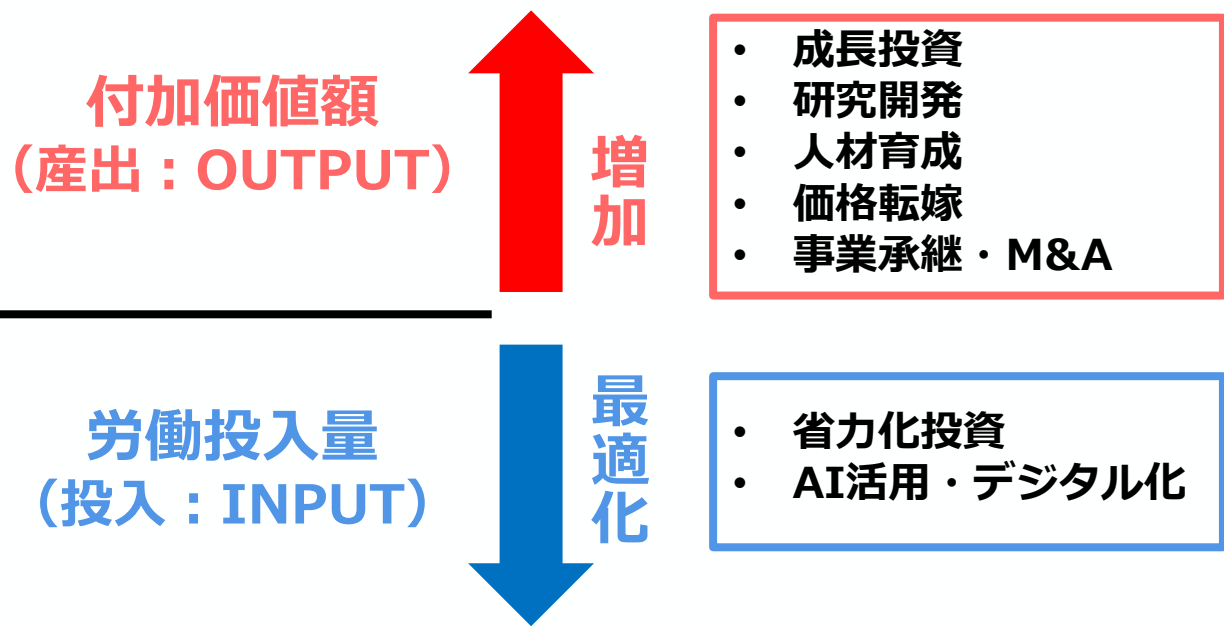 付加価値額
（産出：OUTPUT）
増加
• 成長投資
• 研究開発
• 人材育成
• 価格転嫁
• 事業承継・M&A
労働投入量
（投入：INPUT）
最適化
• 省力化投資
• AI活用・デジタル化